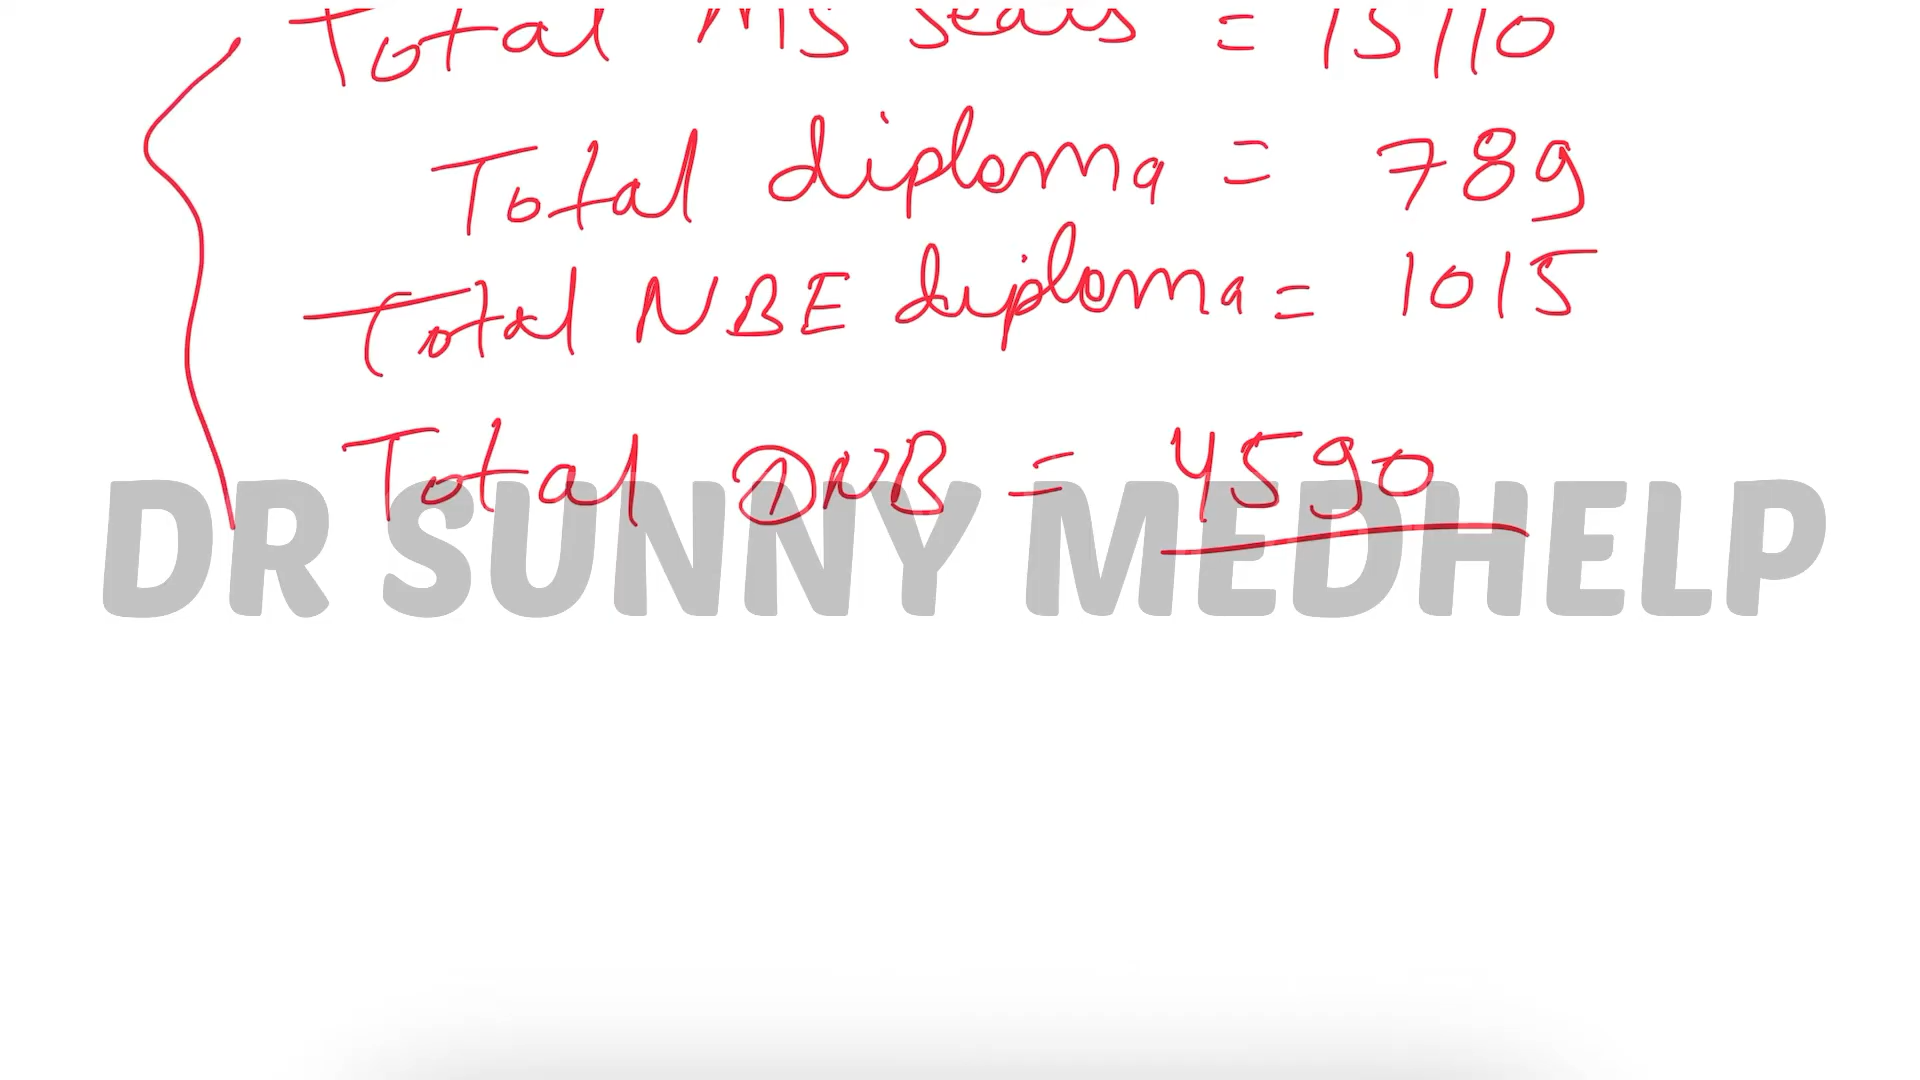 Total MS seats = 15110
Total diploma = 789
Total NBE diploma = 1015
Total DNB = 4590
DR SUNNY MEDHELP